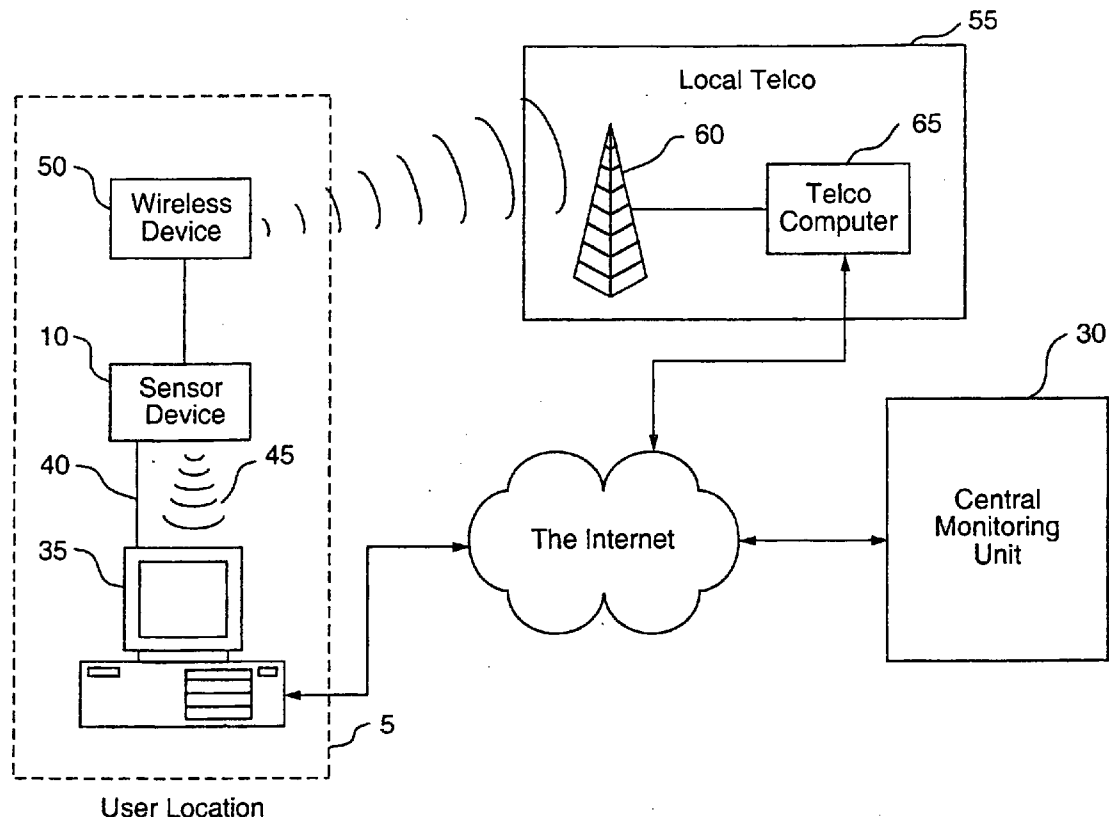 55
Local Telco
60
65
50
Wireless
Device
Telco
Computer
10
Sensor
Device
30
40
45
35
The Internet
Central
Monitoring
Unit
5
User Location